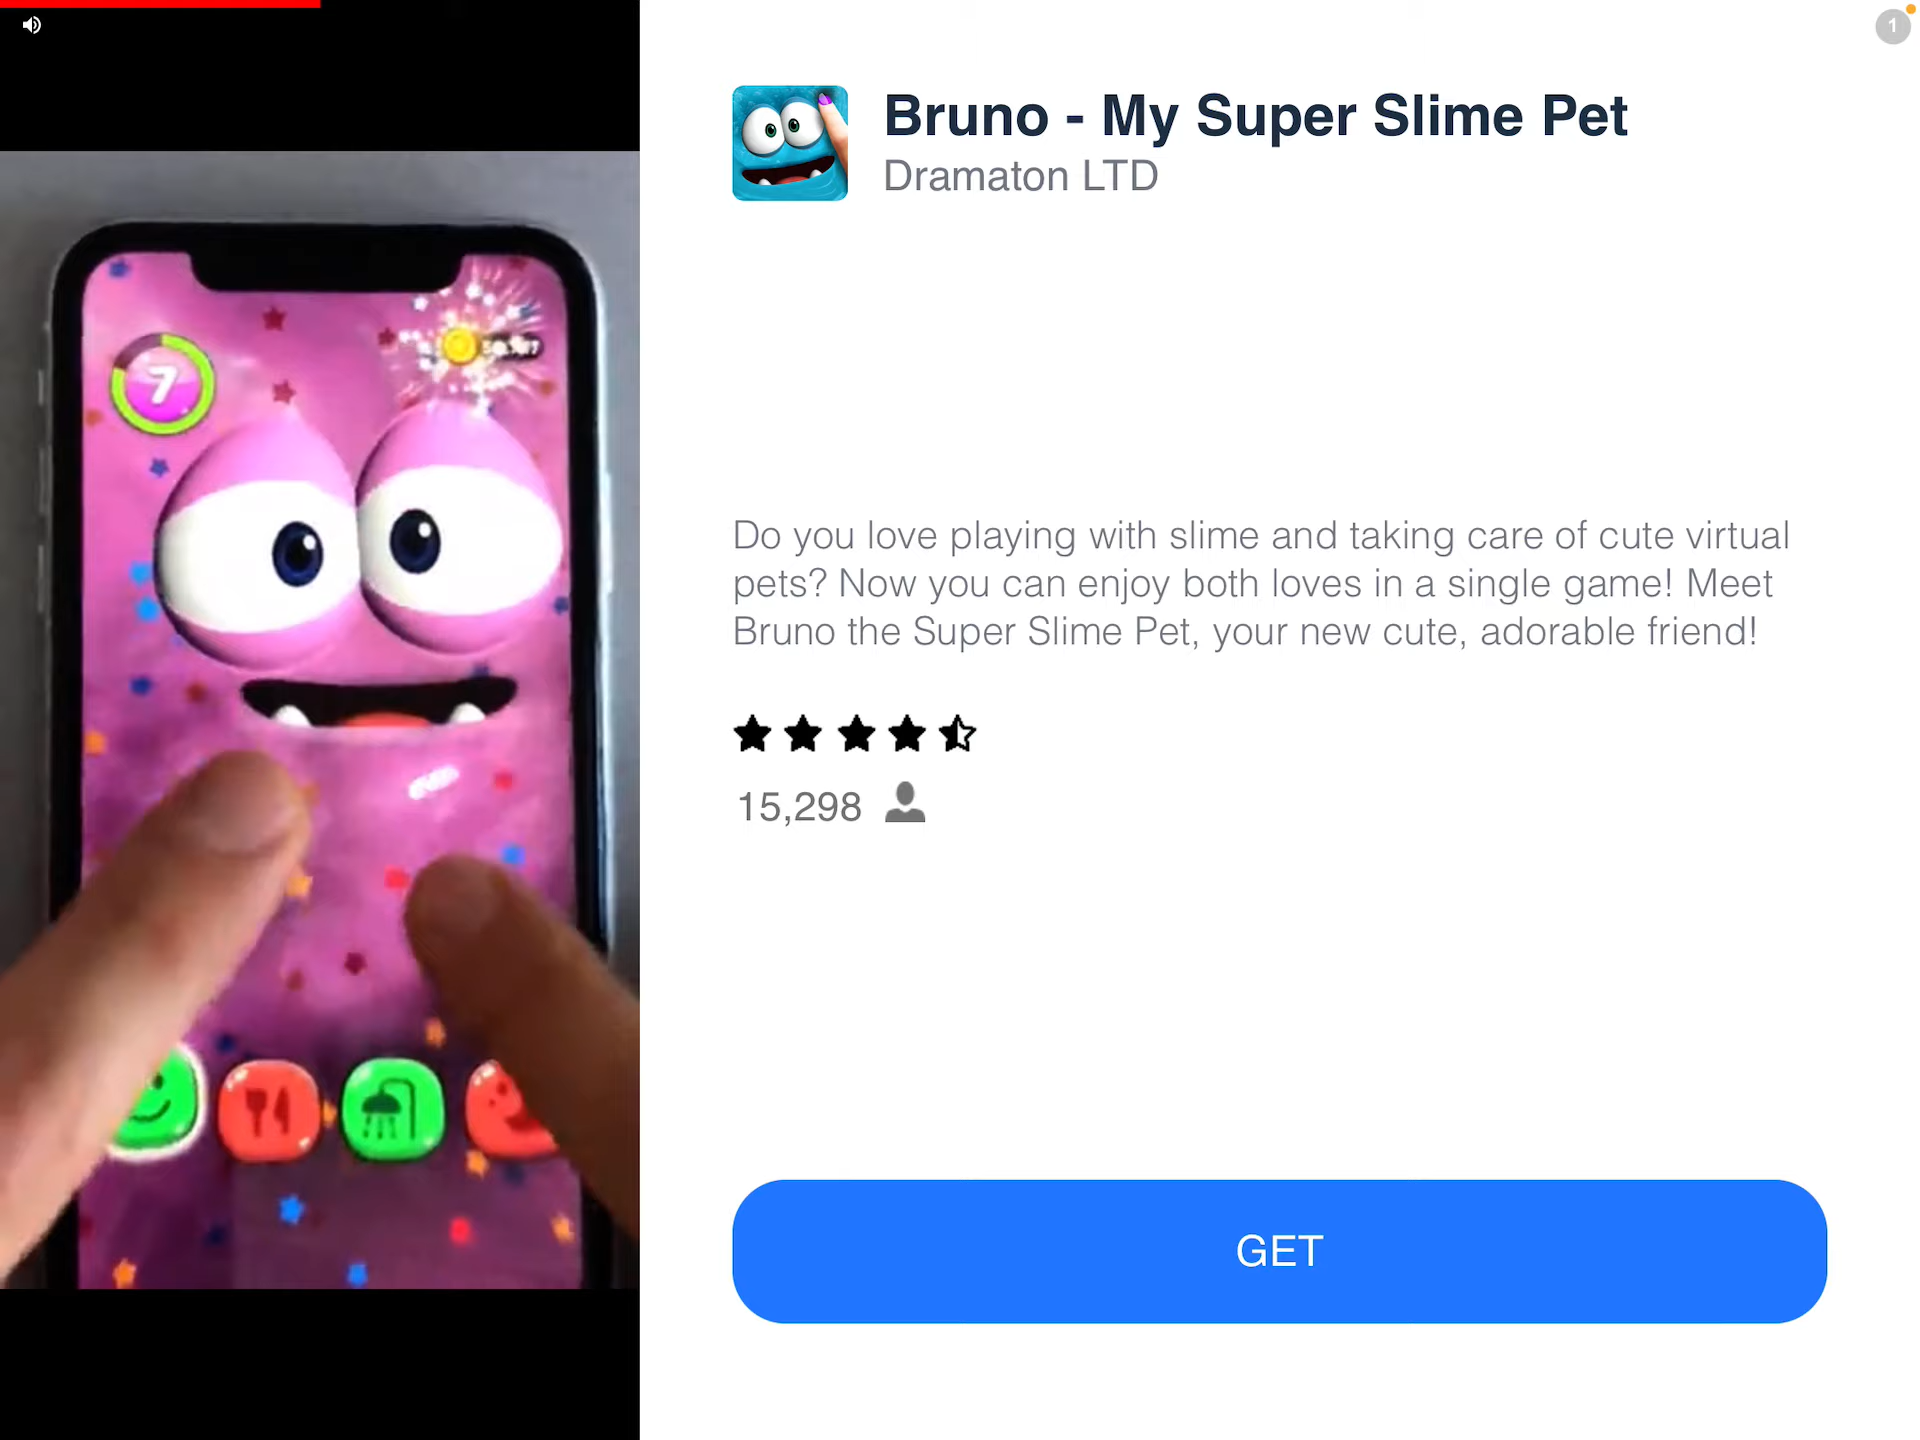 1
Bruno - My Super Slime Pet
Dramaton LTD
7
Do you love playing with slime and taking care of cute virtual
pets? Now you can enjoy both loves in a single game! Meet
Bruno the Super Slime Pet, your new cute, adorable friend!
15,298
GET